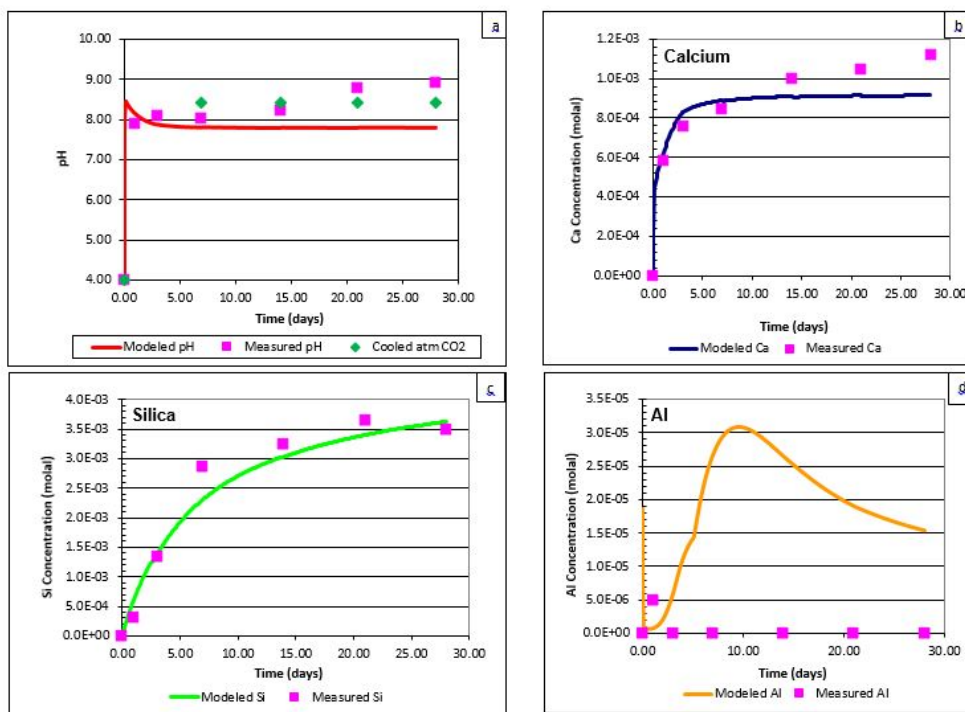 a
10.00
9.00
8.00
7.00
6.00
5.00
4.00
pH
0.00 5.00 10.00 15.00 20.00 25.00 30.00
Time (days)
Modeled pH Measured pH Cooled atm CO2
b
Calcium
1.2E-03
1.0E-03
8.0E-04
6.0E-04
4.0E-04
2.0E-04
0.0E+00
Ca Concentration (molal)
0.00 5.00 10.00 15.00 20.00 25.00 30.00
Time (days)
Modeled Ca Measured Ca
c
Silica
4.0E-03
3.5E-03
3.0E-03
2.5E-03
2.0E-03
1.5E-03
1.0E-03
5.0E-04
0.0E+00
Si Concentration (molal)
0.00 5.00 10.00 15.00 20.00 25.00 30.00
Time (days)
Modeled Si Measured Si
d
Al
3.5E-05
3.0E-05
2.5E-05
2.0E-05
1.5E-05
1.0E-05
5.0E-06
0.0E+00
Al Concentration (molal)
0.00 5.00 10.00 15.00 20.00 25.00 30.00
Time (days)
Modeled Al Measured Al